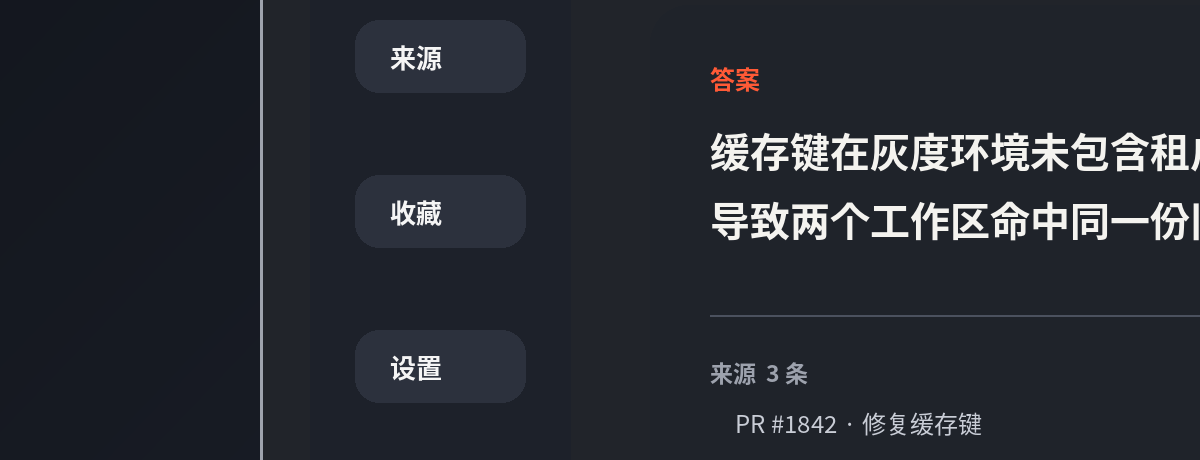 来源
收藏
设置
答案
缓存键在灰度环境未包含租
导致两个工作区命中同一份
来源 3 条
PR #1842 · 修复缓存键